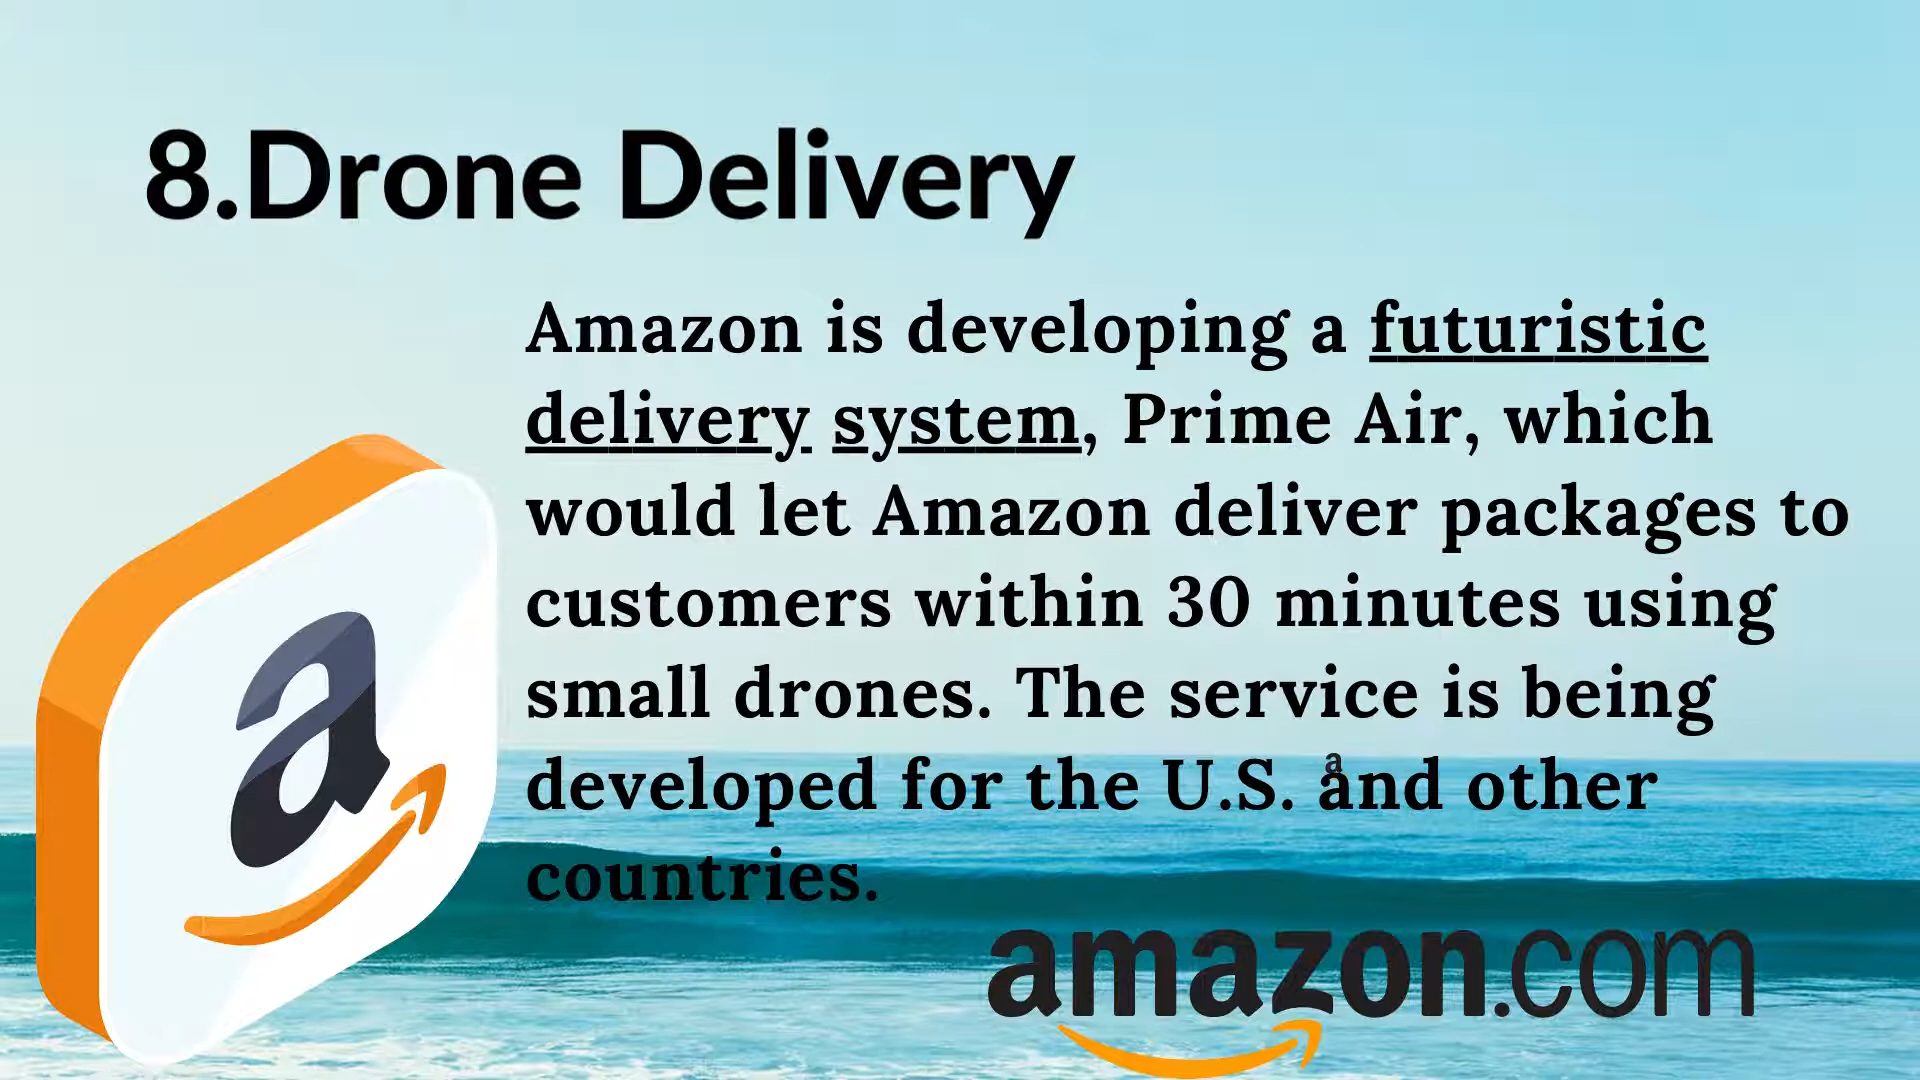 8.Drone Delivery
Amazon is developing a futuristic
delivery system, Prime Air, which
would let Amazon deliver packages to
customers within 30 minutes using
small drones. The service is being
developed for the U.S. and other
a
countries.
a
amazon.com